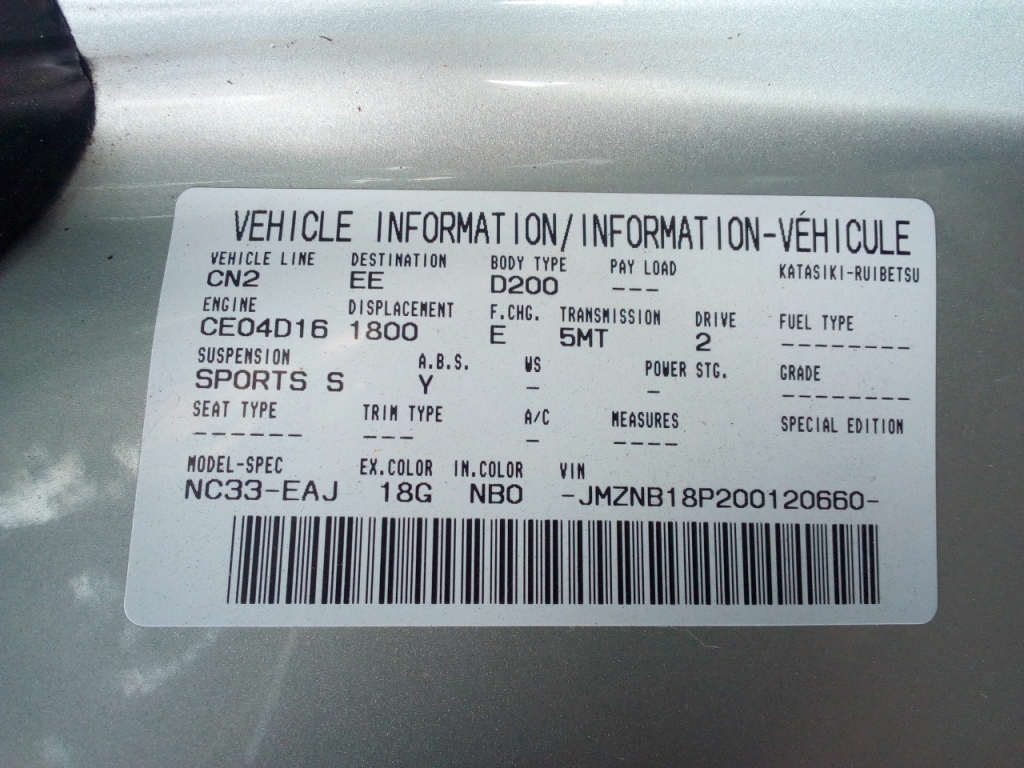 VEHICLE INFORMATION/INFORMATION-VÉHICULE
VEHICLE LINE DESTINATION BODY TYPE PAY LOAD KATASIKI-RUIBETSU
CN2 EE D200 ---
ENGINE DISPLACEMENT F.CHG. TRANSMISSION DRIVE FUEL TYPE
CE04D16 1800 E 5MT 2 --------
SUSPENSION A.B.S. WS POWER STG. GRADE
SPORTS S Y - - --------
SEAT TYPE TRIM TYPE A/C MEASURES SPECIAL EDITION
------ --- - ----
MODEL-SPEC EX.COLOR IN.COLOR VIN
NC33-EAJ 18G NB0 -JMZNB18P200120660-